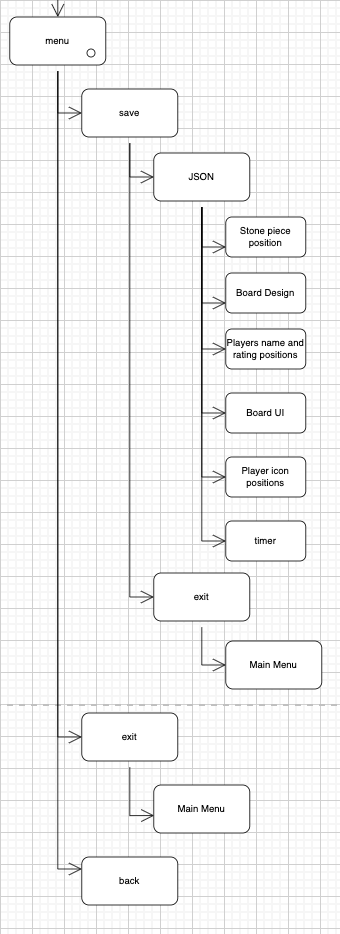 menu
save
JSON
Stone piece
position
Board Design
Players name and
rating positions
Board UI
Player icon
positions
timer
exit
Main Menu
exit
Main Menu
back